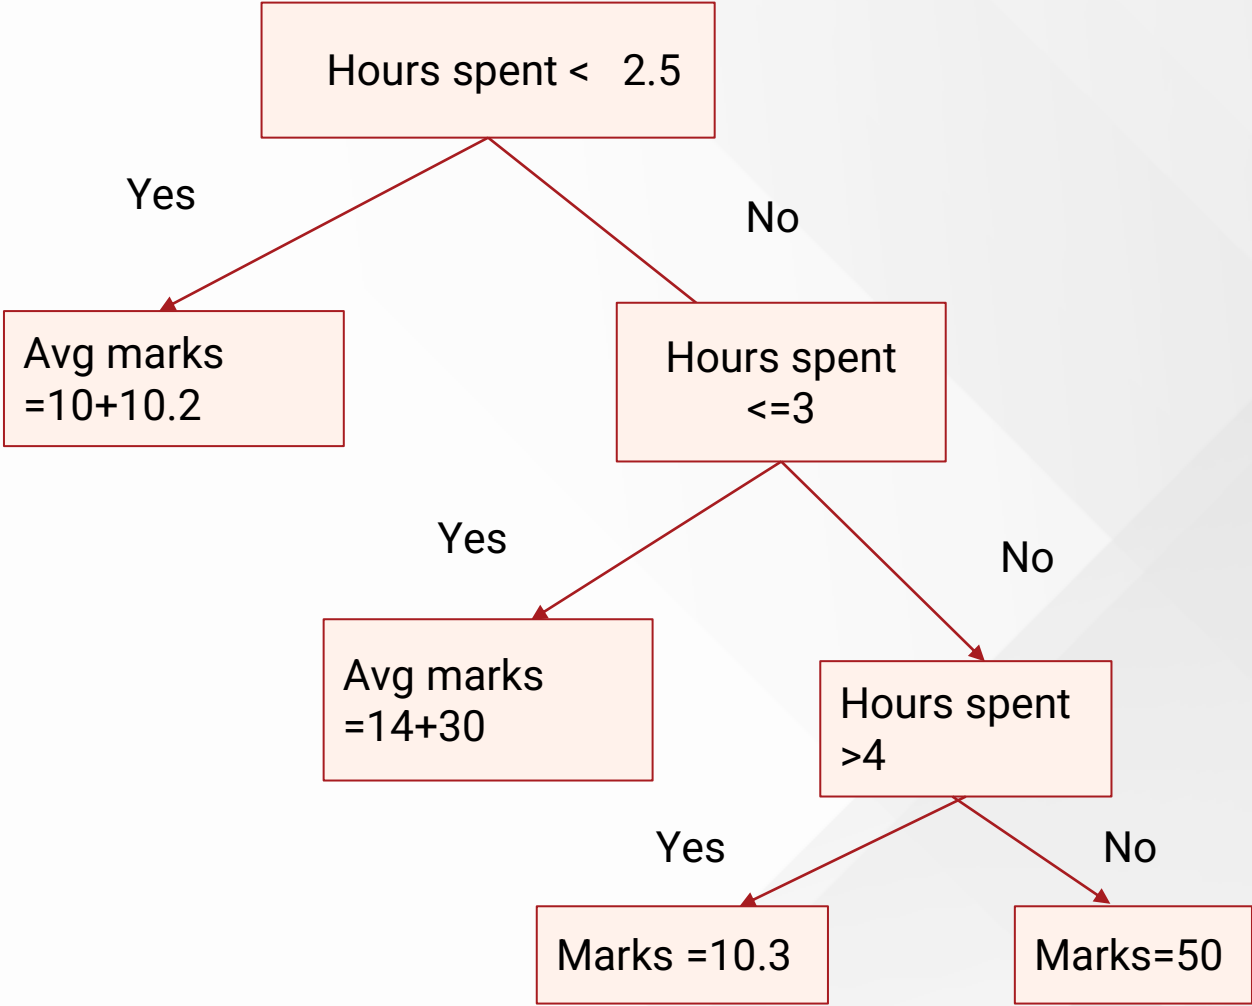 Hours spent < 2.5
Yes
No
Avg marks
=10+10.2
Hours spent
<=3
Yes
No
Avg marks
=14+30
Hours spent
>4
Yes
No
Marks =10.3
Marks=50